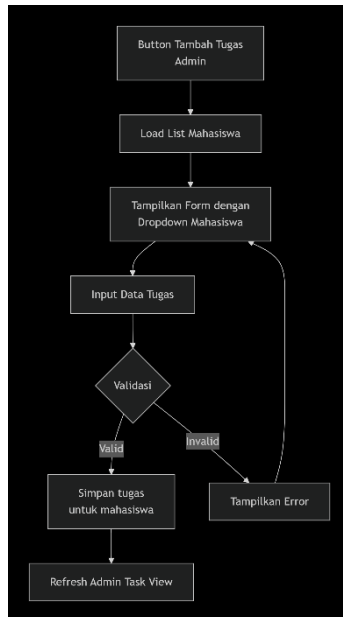 Button Tambah Tugas
Admin
Load List Mahasiswa
Tampilkan Form dengan
Dropdown Mahasiswa
Input Data Tugas
Validasi
Valid
Invalid
Simpan tugas
untuk mahasiswa
Tampilkan Error
Refresh Admin Task View